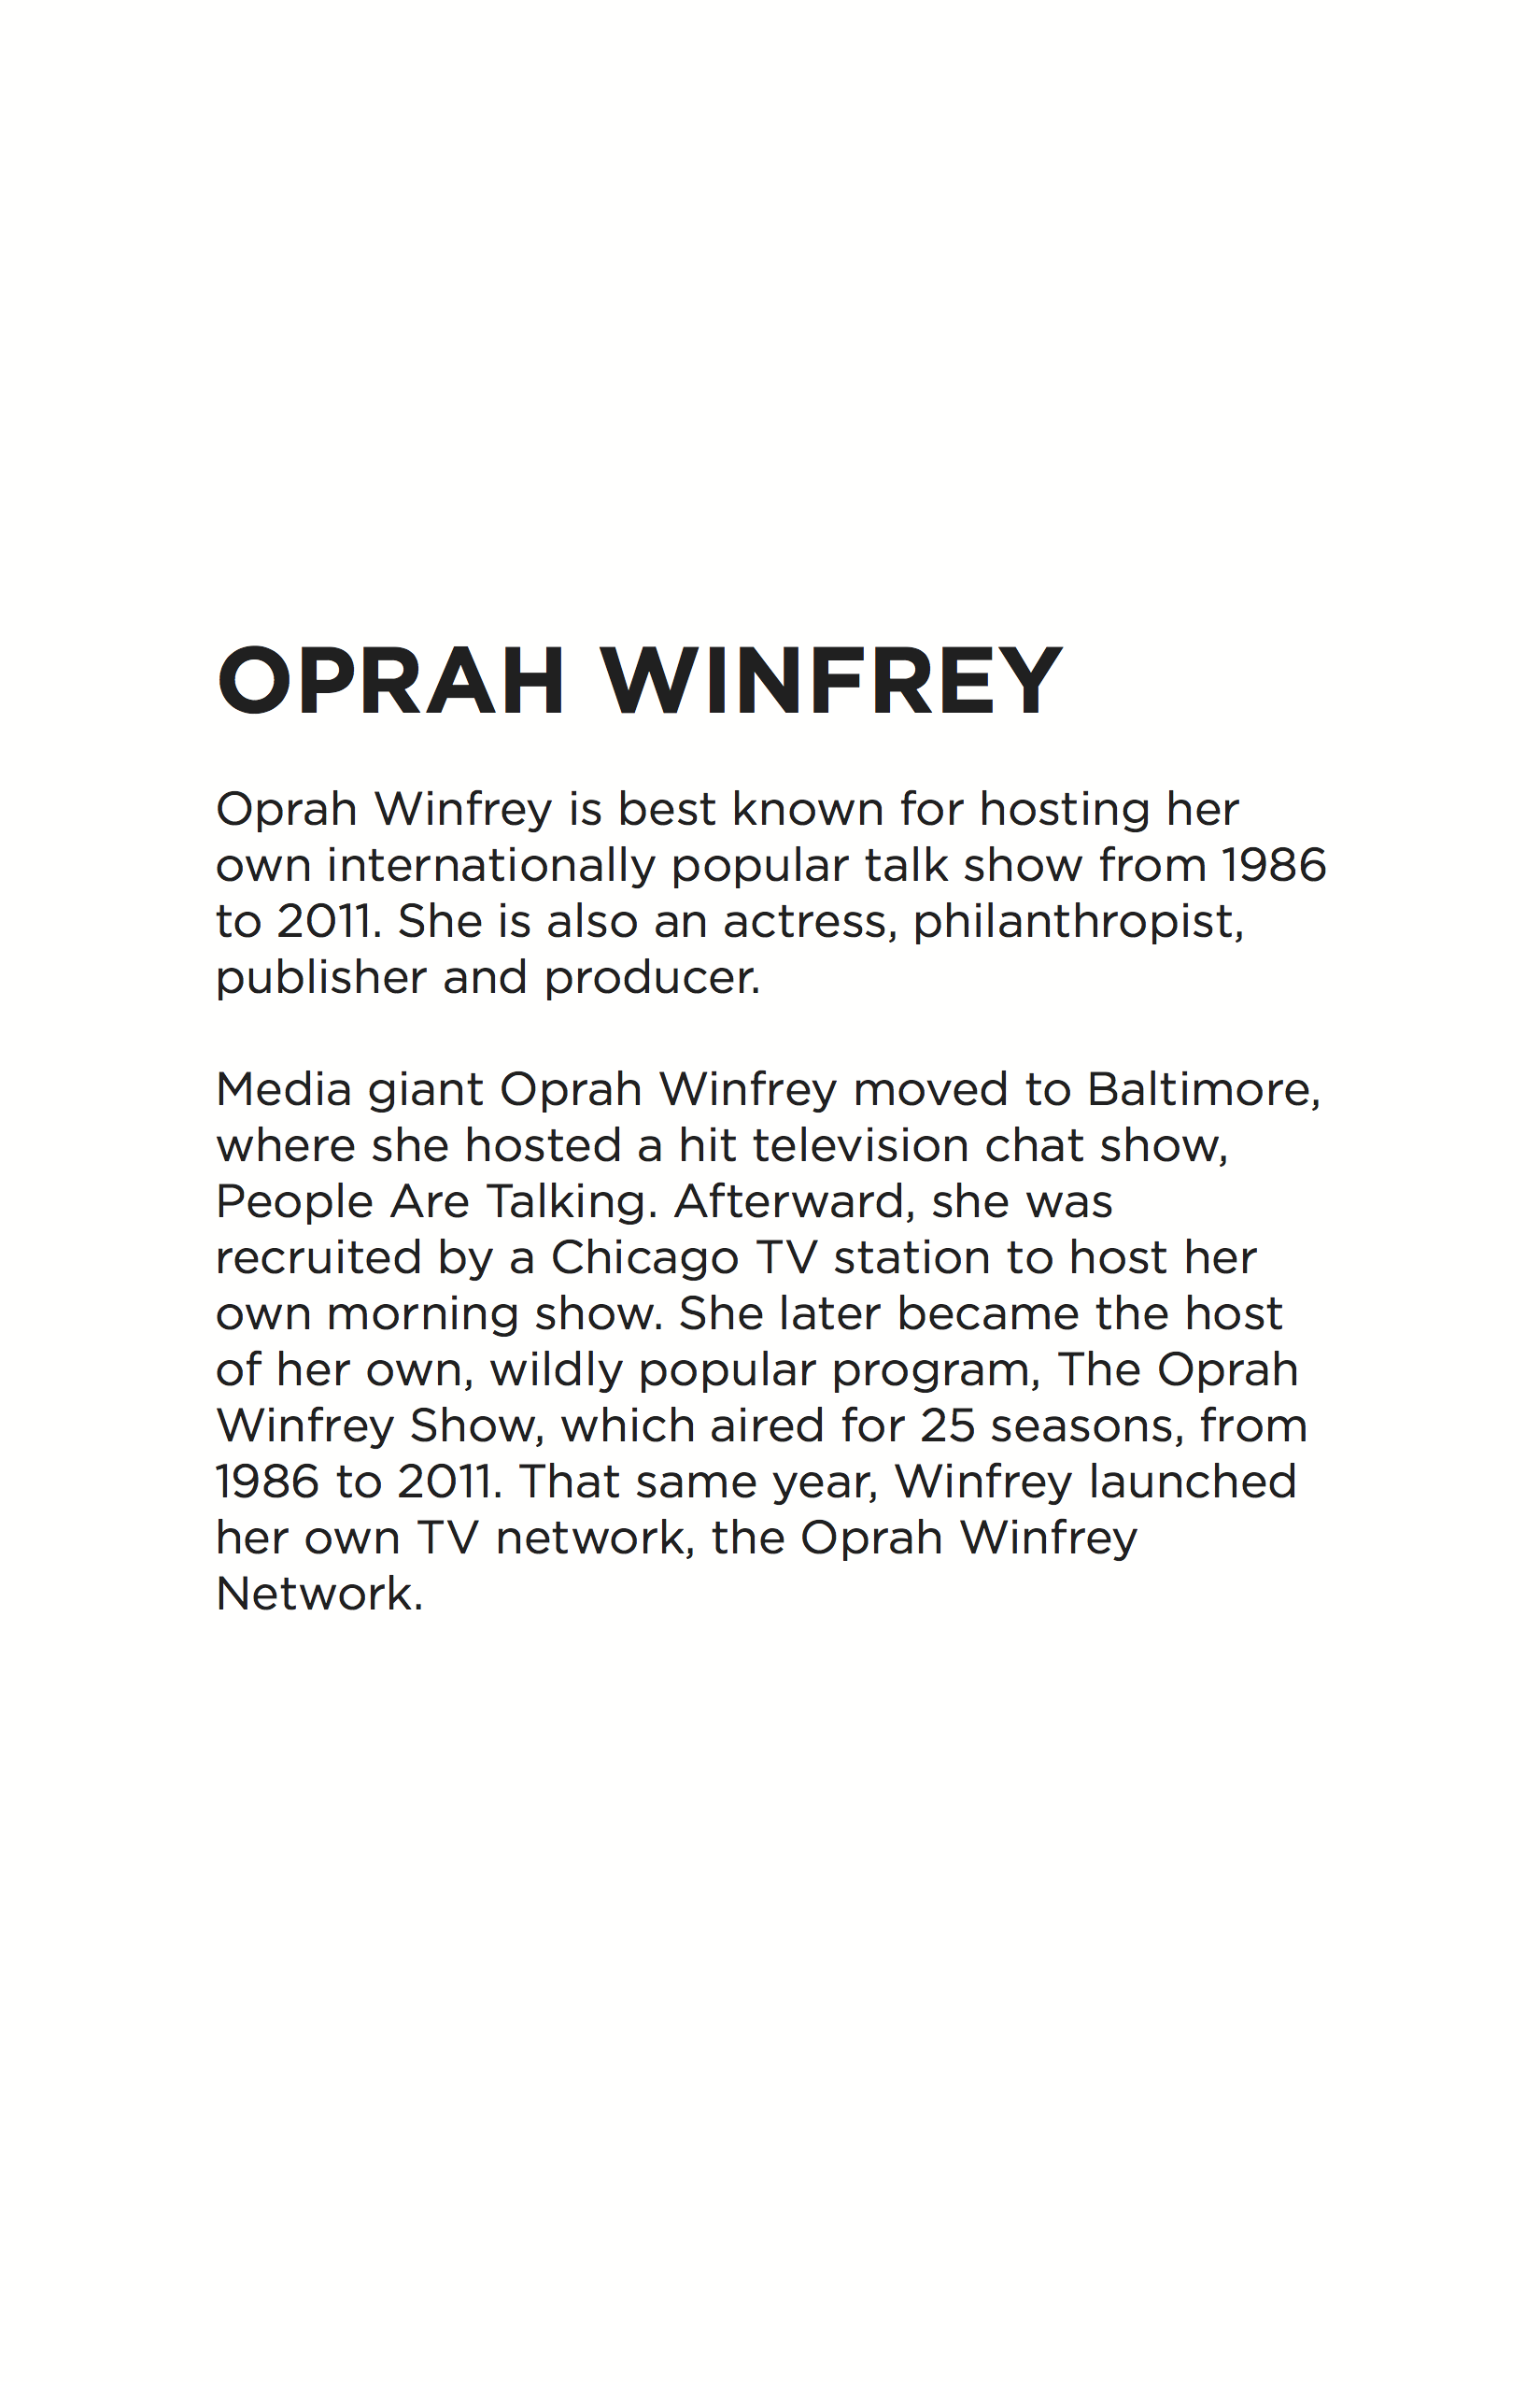 OPRAH WINFREY
Oprah Winfrey is best known for hosting her
own internationally popular talk show from 1986
to 2011. She is also an actress, philanthropist,
publisher and producer.
Media giant Oprah Winfrey moved to Baltimore,
where she hosted a hit television chat show,
People Are Talking. Afterward, she was
recruited by a Chicago TV station to host her
own morning show. She later became the host
of her own, wildly popular program, The Oprah
Winfrey Show, which aired for 25 seasons, from
1986 to 2011. That same year, Winfrey launched
her own TV network, the Oprah Winfrey
Network.